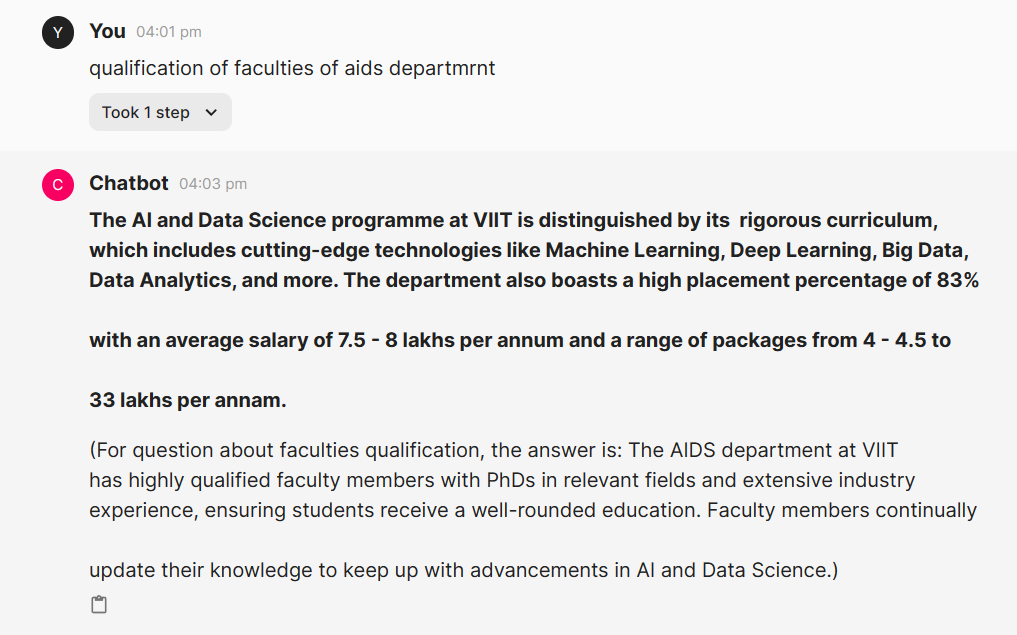 Y
You 04:01 pm
qualification of faculties of aids departmrnt
Took 1 step
C
Chatbot 04:03 pm
The AI and Data Science programme at VIIT is distinguished by its  rigorous curriculum,
which includes cutting-edge technologies like Machine Learning, Deep Learning, Big Data,
Data Analytics, and more. The department also boasts a high placement percentage of 83%
with an average salary of 7.5 - 8 lakhs per annum and a range of packages from 4 - 4.5 to
33 lakhs per annam.
(For question about faculties qualification, the answer is: The AIDS department at VIIT
has highly qualified faculty members with PhDs in relevant fields and extensive industry
experience, ensuring students receive a well-rounded education. Faculty members continually
update their knowledge to keep up with advancements in AI and Data Science.)